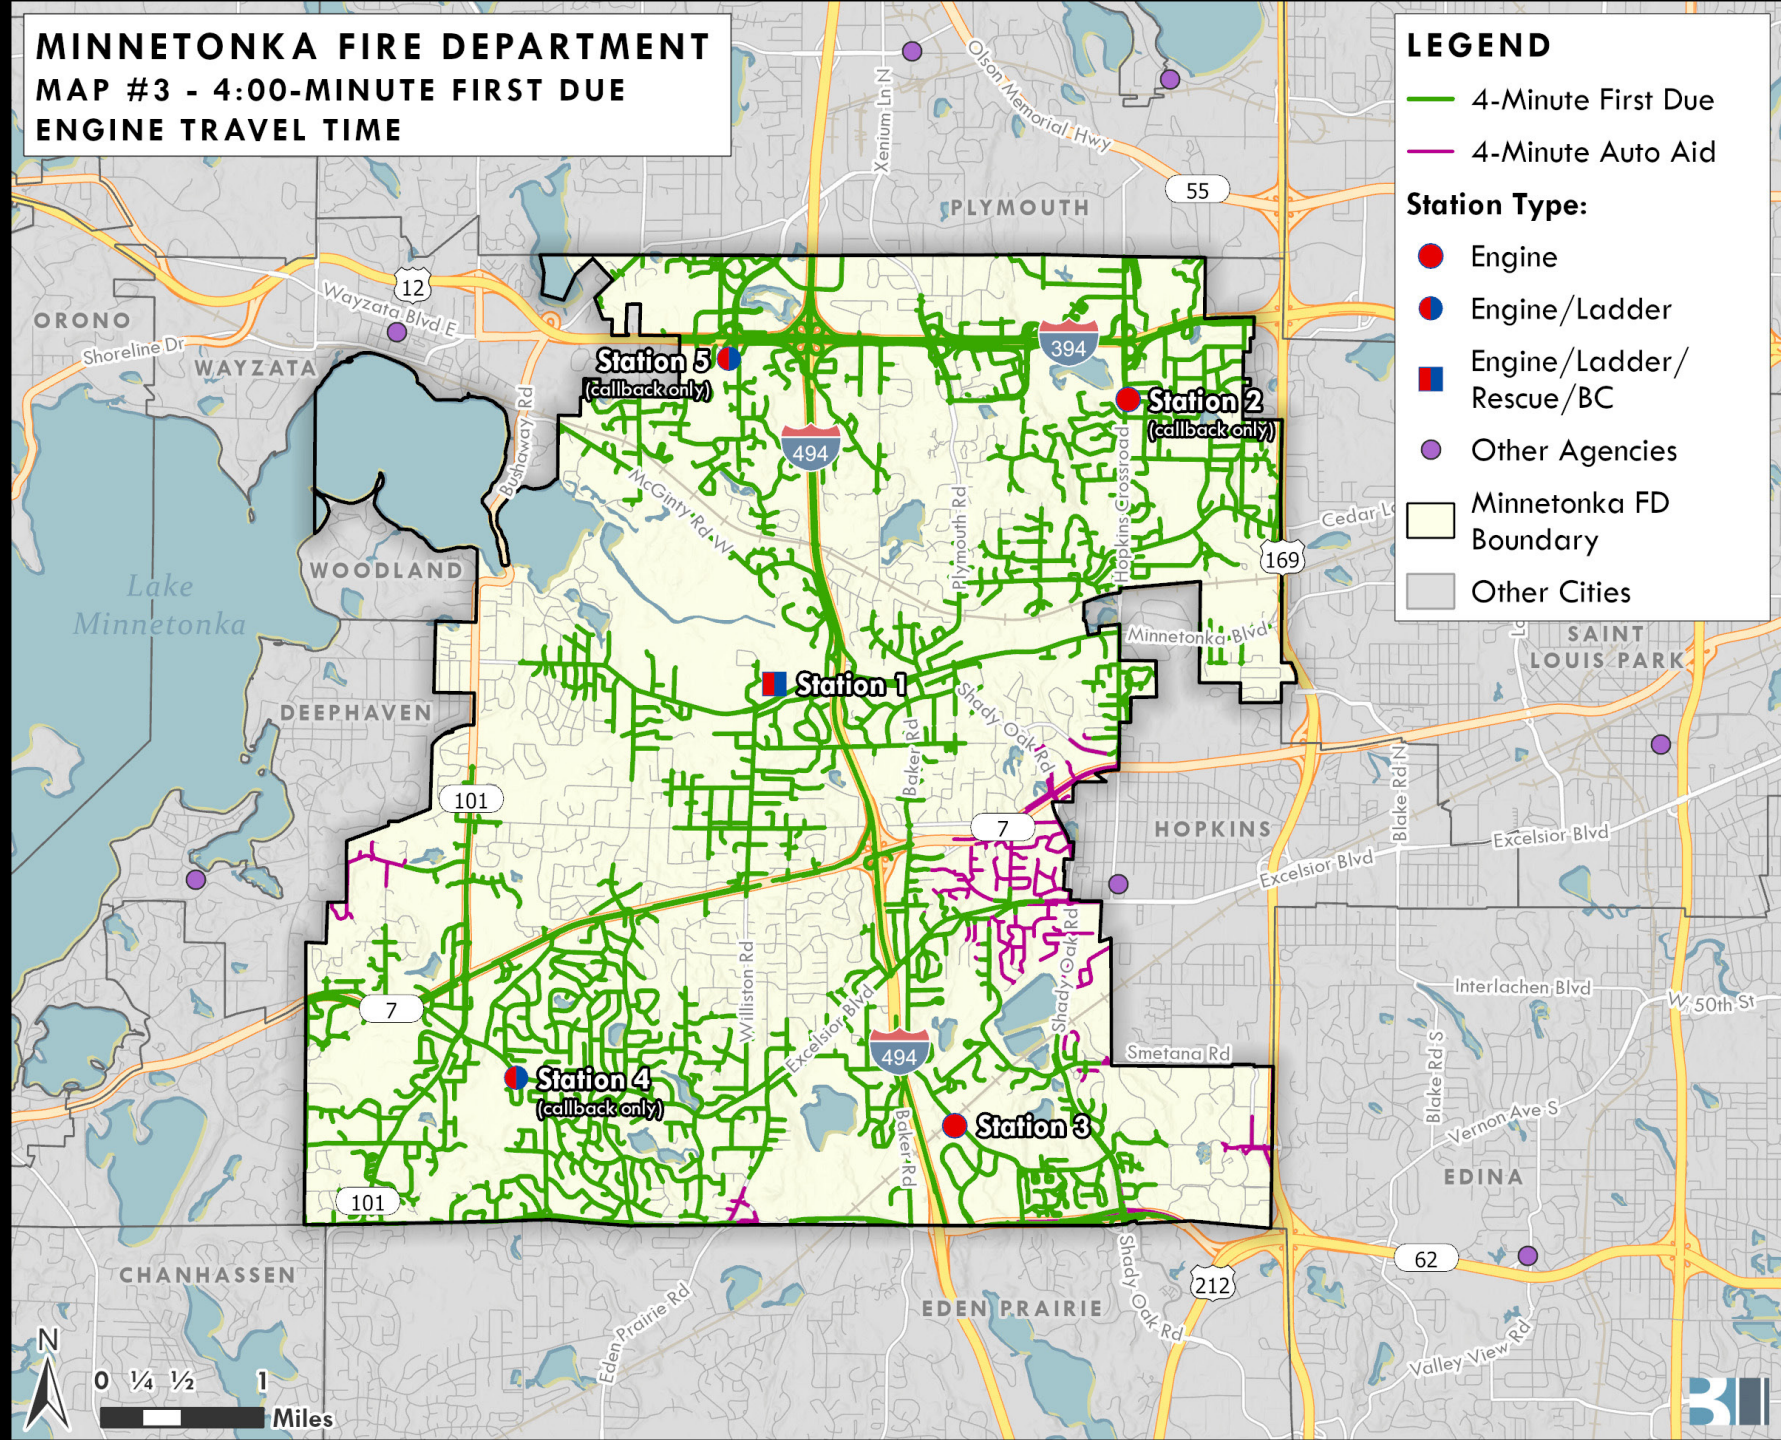 MINNETONKA FIRE DEPARTMENT
MAP #3 - 4:00-MINUTE FIRST DUE
ENGINE TRAVEL TIME
LEGEND
4-Minute First Due
4-Minute Auto Aid
Station Type:
Engine
Engine/Ladder
Engine/Ladder/
Rescue/BC
Other Agencies
Minnetonka FD
Boundary
Other Cities
Xenium Ln N
Olson Memorial Hwy
55
PLYMOUTH
12
Wayzata Blvd E
ORONO
Shoreline Dr
WAYZATA
Bushaway Rd
394
Station 5
(callback only)
Station 2
(callback only)
494
McGinty Rd W
Plymouth Rd
Hopkins Crossroad
169
WOODLAND
Lake
Minnetonka
Minnetonka Blvd
SAINT
LOUIS PARK
DEEPHAVEN
Station 1
Shady Oak Rd
Baker Rd
Blake Rd N
101
7
HOPKINS
Excelsior Blvd
Excelsior Blvd
Shady Oak Rd
Williston Rd
Excelsior Blvd
7
494
Interlachen Blvd
W 50th St
Smetana Rd
Blake Rd S
Station 4
(callback only)
Station 3
Vernon Ave S
Baker Rd
EDINA
101
CHANHASSEN
62
212
EDEN PRAIRIE
Eden Prairie Rd
Shady Oak Rd
Valley View Rd
N
0 ¼ ½ 1
Miles